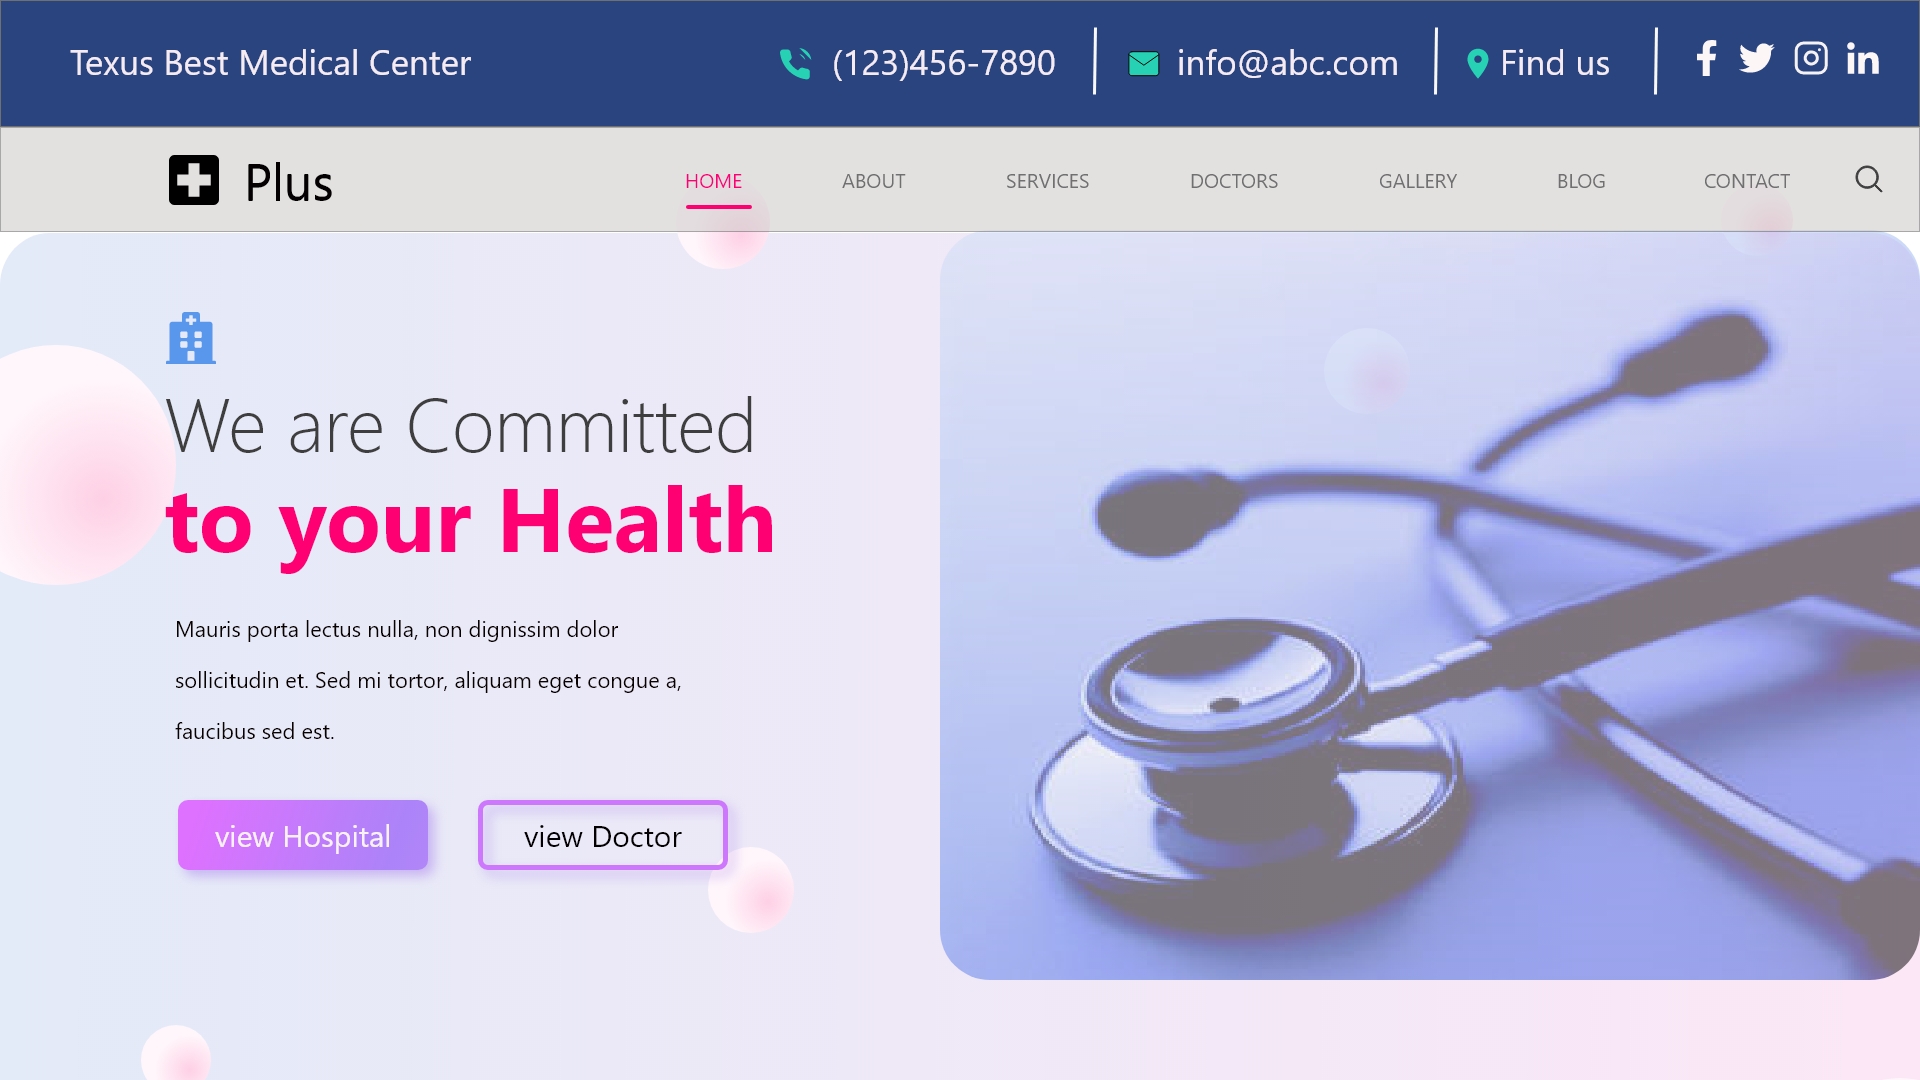 Texus Best Medical Center
(123)456-7890
info@abc.com
Find us
Plus
HOME
ABOUT
SERVICES
DOCTORS
GALLERY
BLOG
CONTACT
We are Committed
to your Health
Mauris porta lectus nulla, non dignissim dolor
sollicitudin et. Sed mi tortor, aliquam eget congue a,
faucibus sed est.
view Hospital
view Doctor